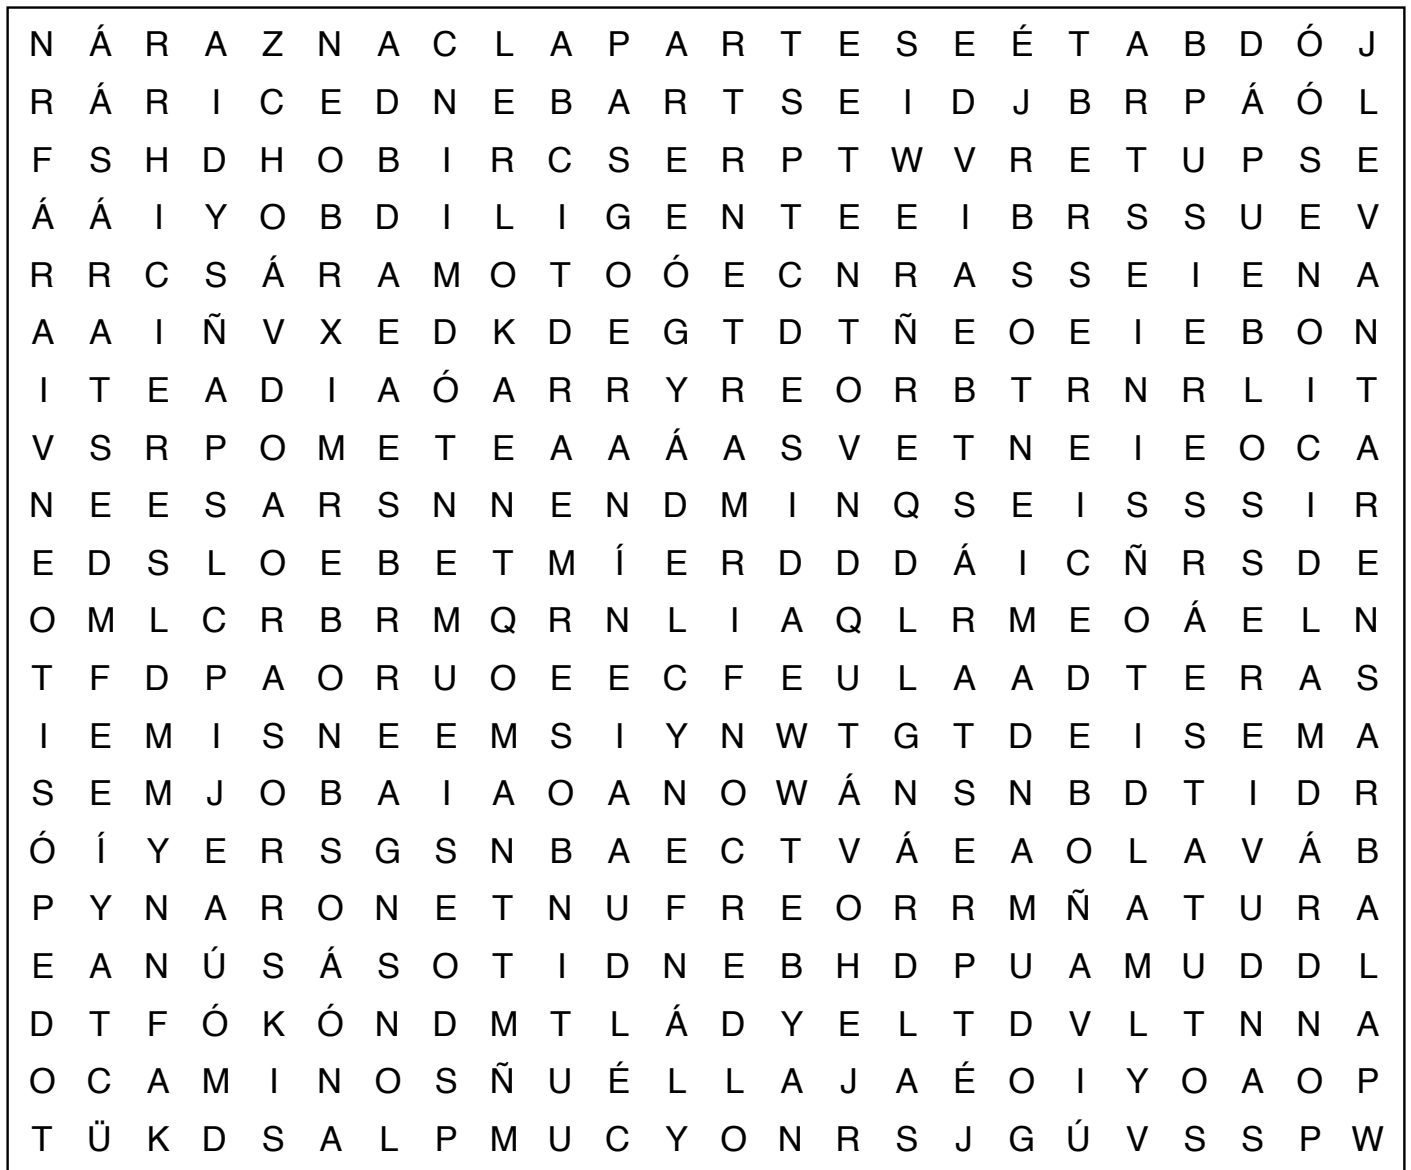 N Á R A Z N A C L A P A R T E S E É T A B D Ó J
R Á R I C E D N E B A R T S E I D J B R P Á Ó L
F S H D H O B I R C S E R P T W V R E T U P S E
Á Á I Y O B D I L I G E N T E E I B R S S U E V
R R C S Á R A M O T O Ó E C N R A S S E I E N A
A A I Ñ V X E D K D E G T D T Ñ E O E I E B O N
I T E A D I A Ó A R R Y R E O R B T R N R L I T
V S R P O M E T E A A Á A S V E T N E I E O C A
N E E S A R S N N E N D M I N Q S E I S S S I R
E D S L O E B E T M Í E R D D D Á I C Ñ R S D E
O M L C R B R M Q R N L I A Q L R M E O Á E L N
T F D P A O R U O E E C F E U L A A D T E R A S
I E M I S N E E M S I Y N W T G T D E I S E M A
S E M J O B A I A O A N O W Á N S N B D T I D R
Ó Í Y E R S G S N B A E C T V Á E A O L A V Á B
P Y N A R O N E T N U F R E O R R M Ñ A T U R A
E A N Ú S Á S O T I D N E B H D P U A M U D D L
D T F Ó K Ó N D M T L Á D Y E L T D V L T N N A
O C A M I N O S Ñ U É L L A J A É O I Y O A O P
T Ü K D S A L P M U C Y O N R S J G Ú V S S P W